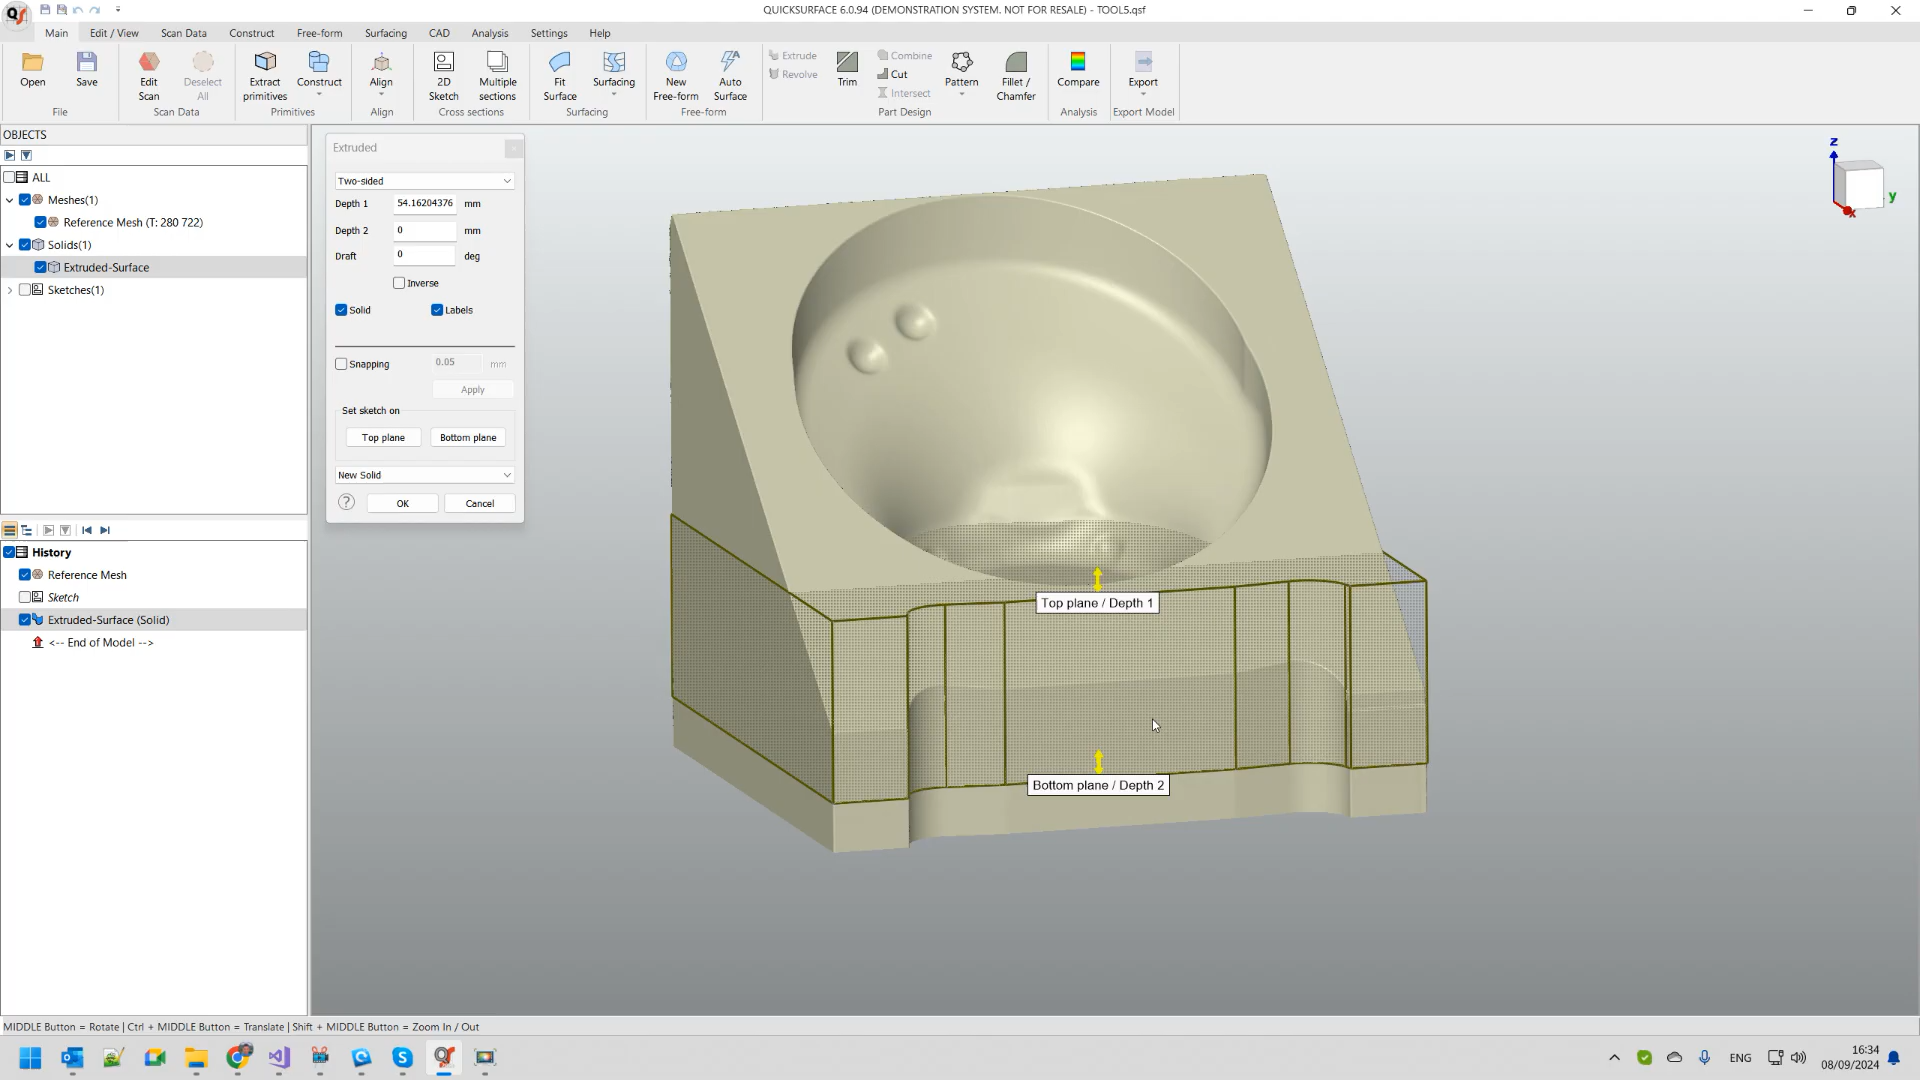 QUICKSURFACE 6.0.94 (DEMONSTRATION SYSTEM. NOT FOR RESALE) - TOOL5.qsf
Main Edit / View Scan Data Construct Free-form Surfacing CAD Analysis Settings Help
Open Save
File
Edit Scan Deselect All
Scan Data
Extract primitives Construct
Primitives
Align
Align
2D Sketch Multiple sections
Cross sections
Fit Surface Surfacing
Surfacing
New Free-form Auto Surface
Free-form
Extrude
Revolve
Trim
Combine
Cut
Intersect
Pattern
Fillet / Chamfer
Part Design
Compare
Analysis
Export
Export Model
OBJECTS
ALL
Meshes(1)
Reference Mesh (T: 280 722)
Solids(1)
Extruded-Surface
Sketches(1)
History
Reference Mesh
Sketch
Extruded-Surface (Solid)
<-- End of Model -->
Extruded
Two-sided
Depth 1 54.16204376 mm
Depth 2 0 mm
Draft 0 deg
Inverse
Solid Labels
Snapping 0.05 mm
Apply
Set sketch on
Top plane Bottom plane
New Solid
? OK Cancel
Top plane / Depth 1
Bottom plane / Depth 2
z
y
x
MIDDLE Button = Rotate | Ctrl + MIDDLE Button = Translate | Shift + MIDDLE Button = Zoom In / Out
ENG
16:34
08/09/2024